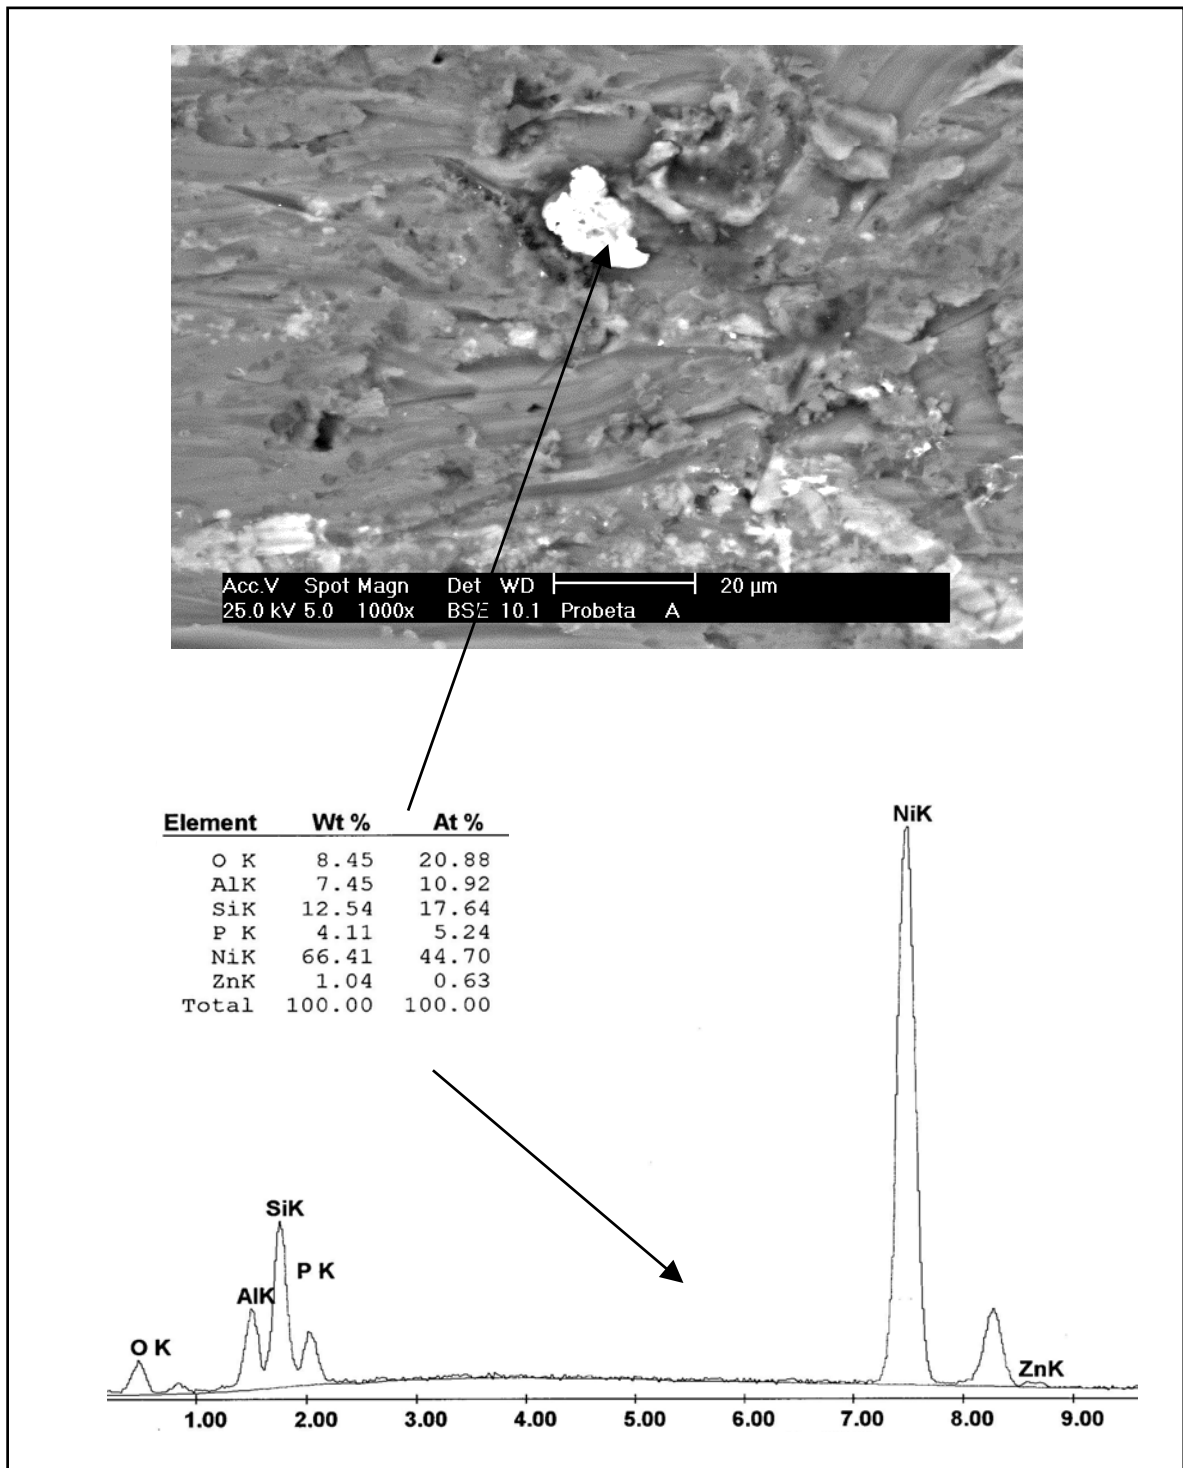 Acc.V Spot Magn Det WD 20 µm
25.0 kV 5.0 1000x BSE 10.1 Probeta A
Element Wt % At %
O K 8.45 20.88
AlK 7.45 10.92
SiK 12.54 17.64
P K 4.11 5.24
NiK 66.41 44.70
ZnK 1.04 0.63
Total 100.00 100.00
NiK
SiK
P K
AlK
O K
ZnK
1.00 2.00 3.00 4.00 5.00 6.00 7.00 8.00 9.00